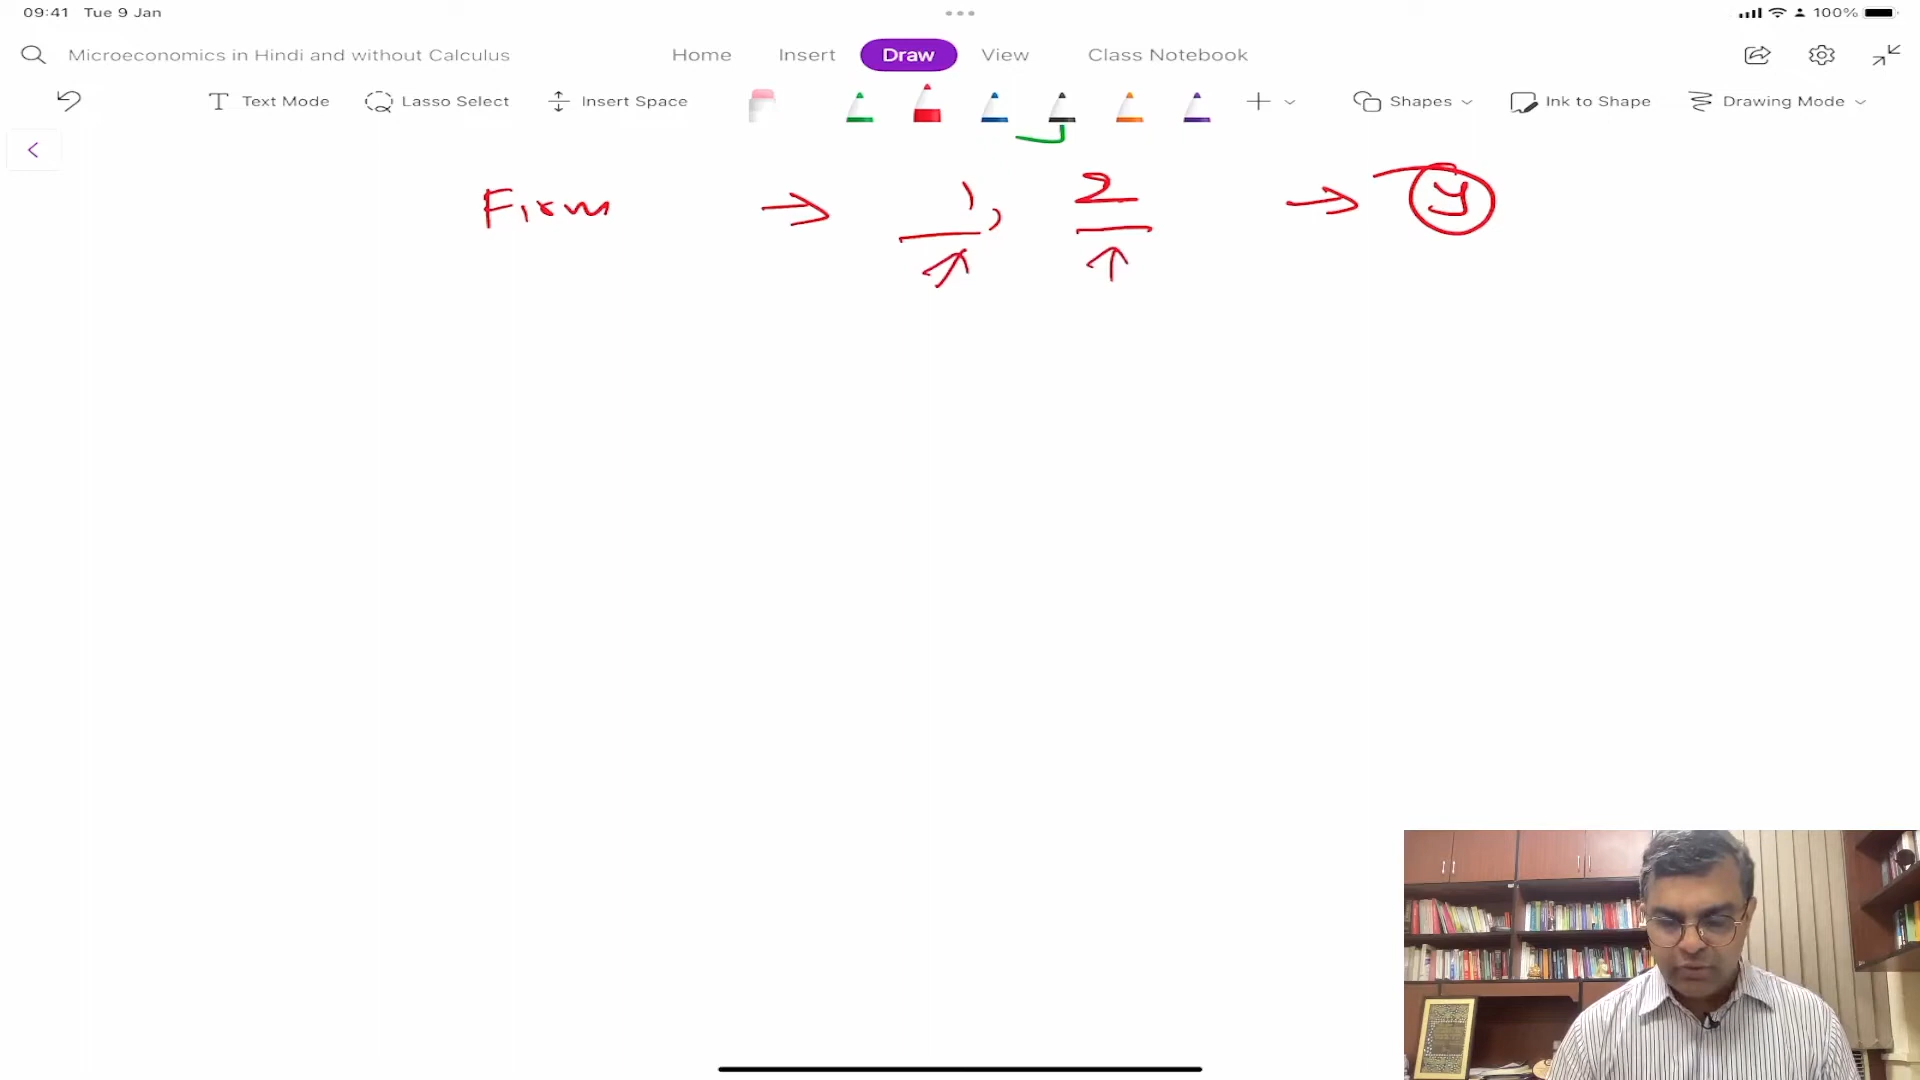 09:41 Tue 9 Jan 100%
Microeconomics in Hindi and without Calculus Home Insert Draw View Class Notebook
Text Mode Lasso Select Insert Space Shapes Ink to Shape Drawing Mode
Firm → 1, 2 → y
↑ ↑